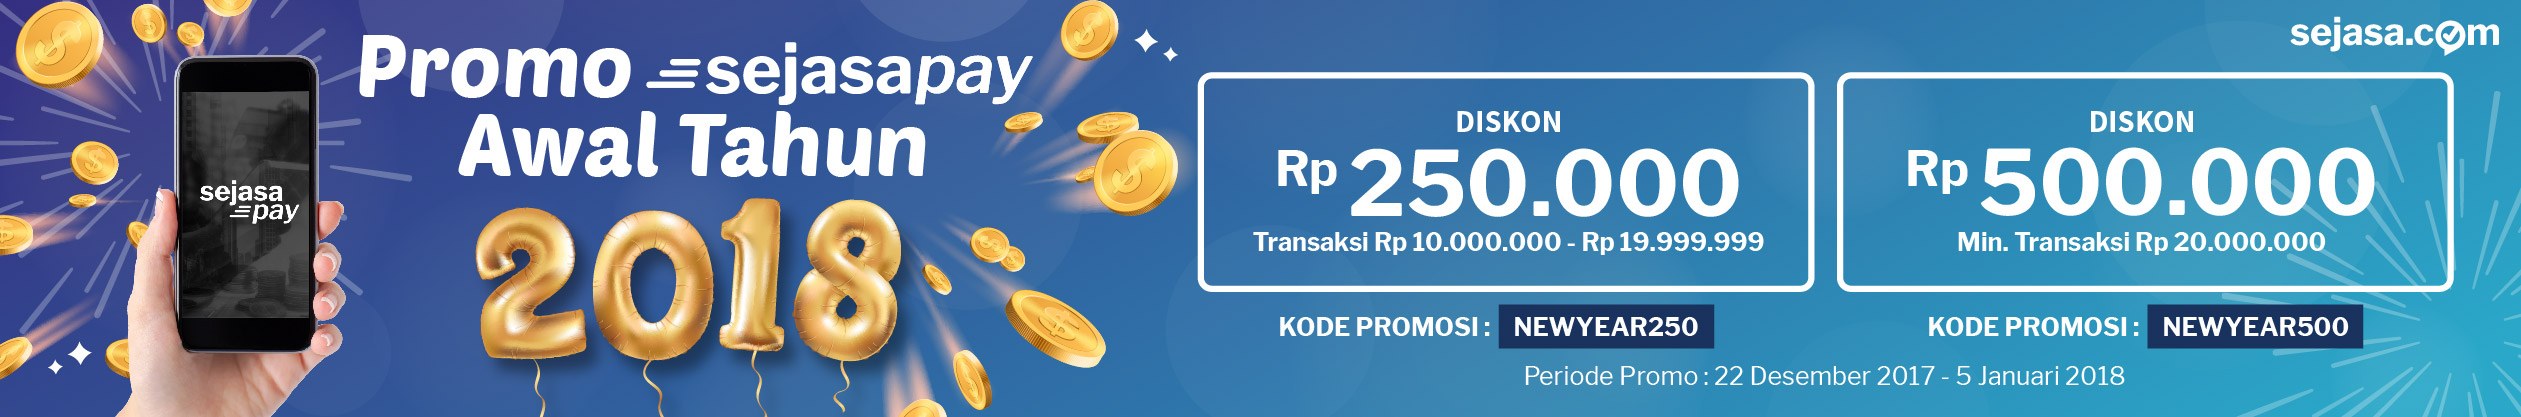 sejasa
pay
Promo sejasapay
Awal Tahun
2018
sejasa.com
DISKON
Rp 250.000
Transaksi Rp 10.000.000 - Rp 19.999.999
KODE PROMOSI : NEWYEAR250
DISKON
Rp 500.000
Min. Transaksi Rp 20.000.000
KODE PROMOSI : NEWYEAR500
Periode Promo : 22 Desember 2017 - 5 Januari 2018